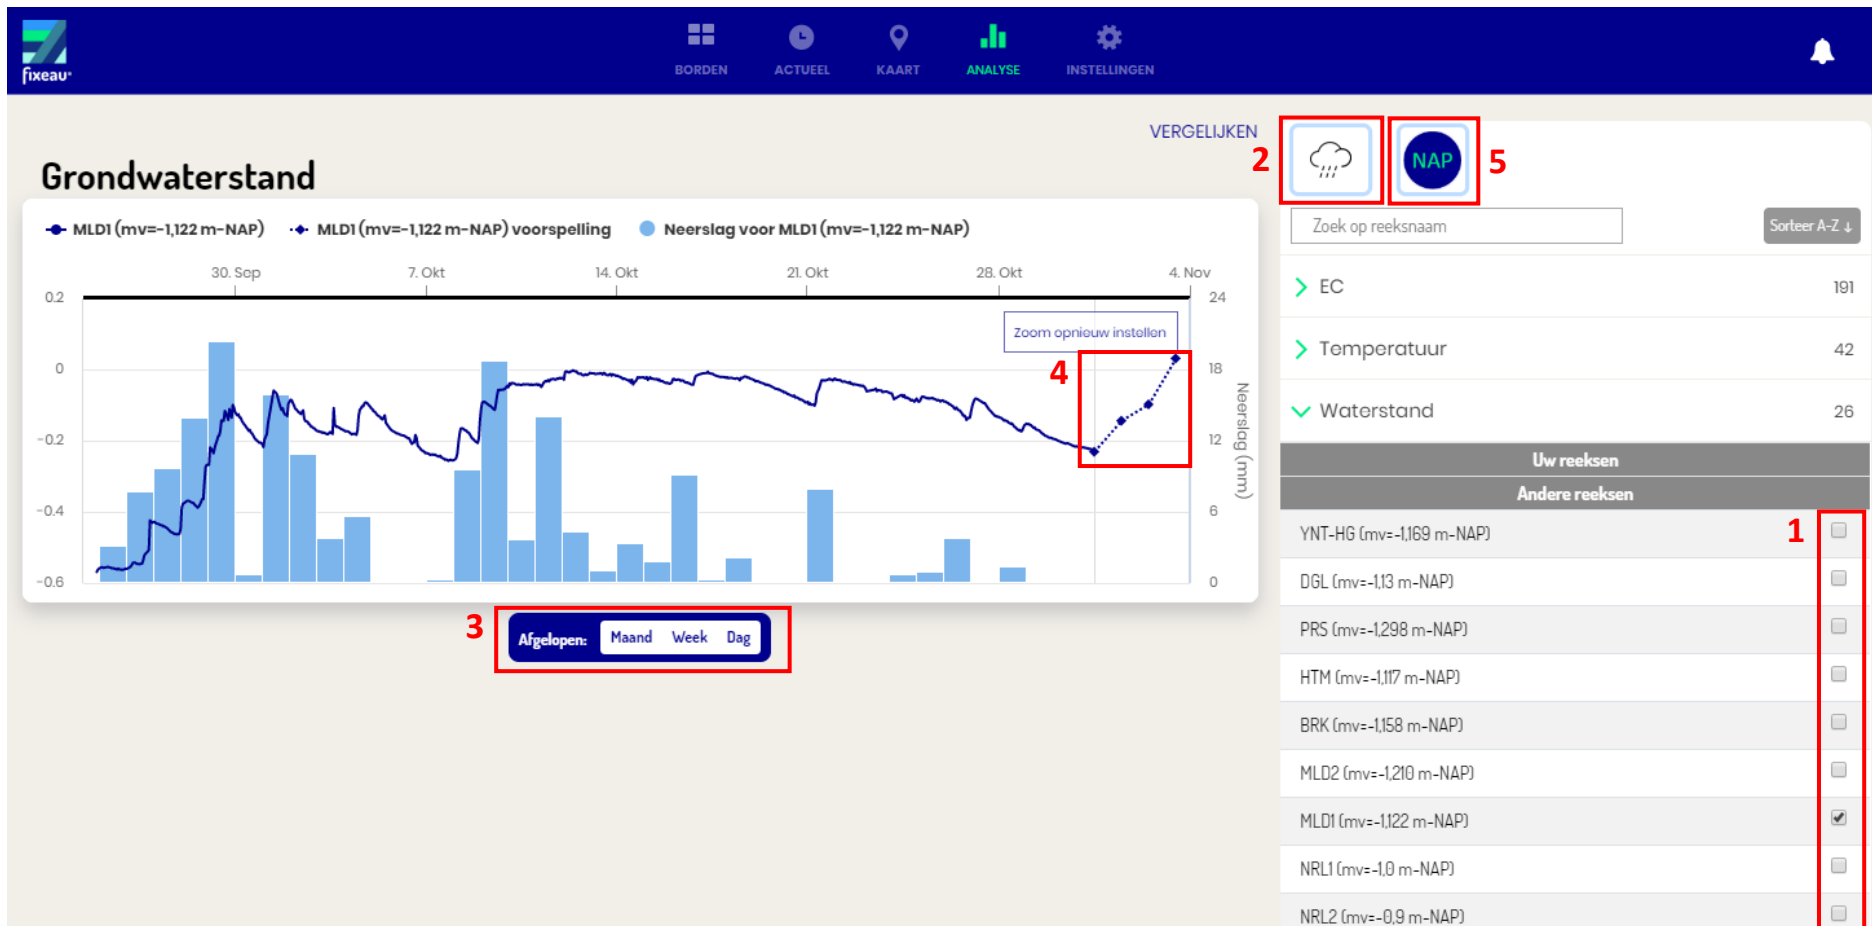 fixeau
BORDEN
ACTUEEL
KAART
ANALYSE
INSTELLINGEN
VERGELIJKEN
2
NAP
5
Grondwaterstand
MLD1 (mv=-1,122 m-NAP)
MLD1 (mv=-1,122 m-NAP) voorspelling
Neerslag voor MLD1 (mv=-1,122 m-NAP)
30. Sep
7. Okt
14. Okt
21. Okt
28. Okt
4. Nov
0.2
0
-0.2
-0.4
-0.6
24
18
12
6
0
Neerslag (mm)
Zoom opnieuw instellen
4
3
Afgelopen:
Maand
Week
Dag
Zoek op reeksnaam
Sorteer A-Z ↓
EC
191
Temperatuur
42
Waterstand
26
Uw reeksen
Andere reeksen
1
YNT-HG (mv=-1,169 m-NAP)
DGL (mv=-1,13 m-NAP)
PRS (mv=-1,298 m-NAP)
HTM (mv=-1,117 m-NAP)
BRK (mv=-1,158 m-NAP)
MLD2 (mv=-1,210 m-NAP)
MLD1 (mv=-1,122 m-NAP)
NRL1 (mv=-1,0 m-NAP)
NRL2 (mv=-0,9 m-NAP)